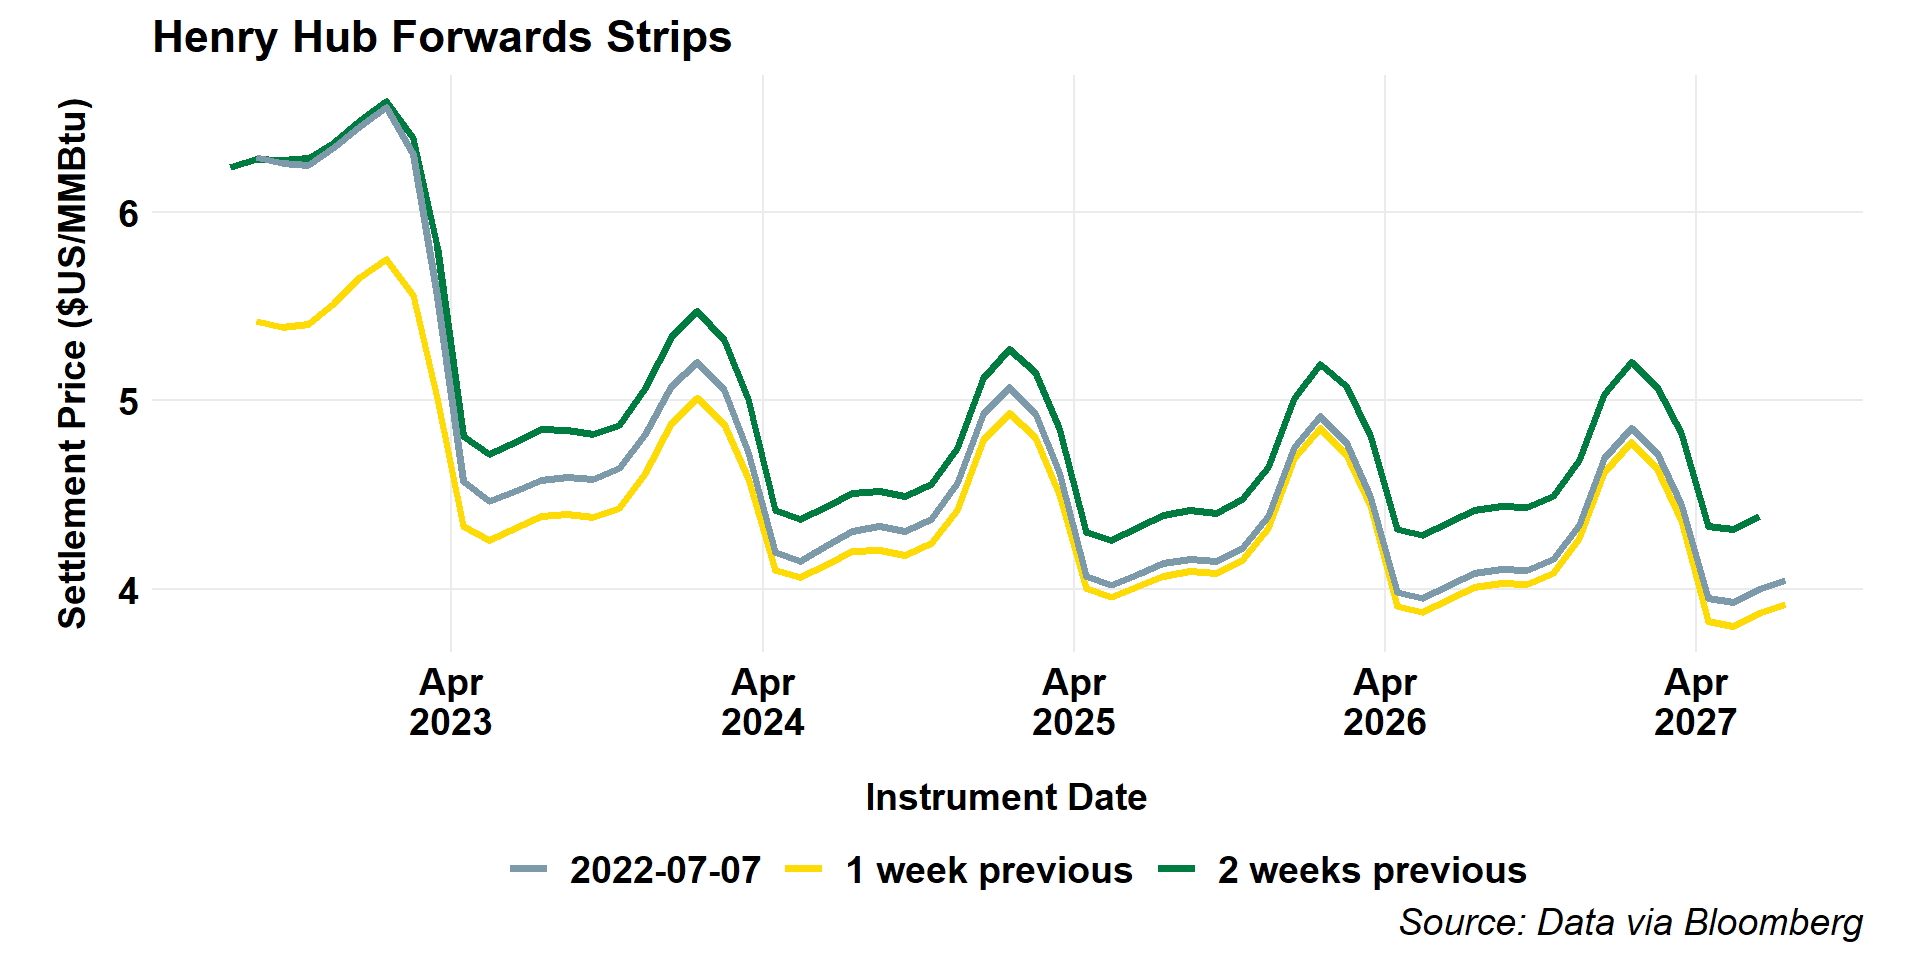 Henry Hub Forwards Strips
Settlement Price ($US/MMBtu)
6
5
4
Apr
2023
Apr
2024
Apr
2025
Apr
2026
Apr
2027
Instrument Date
2022-07-07
1 week previous
2 weeks previous
Source: Data via Bloomberg